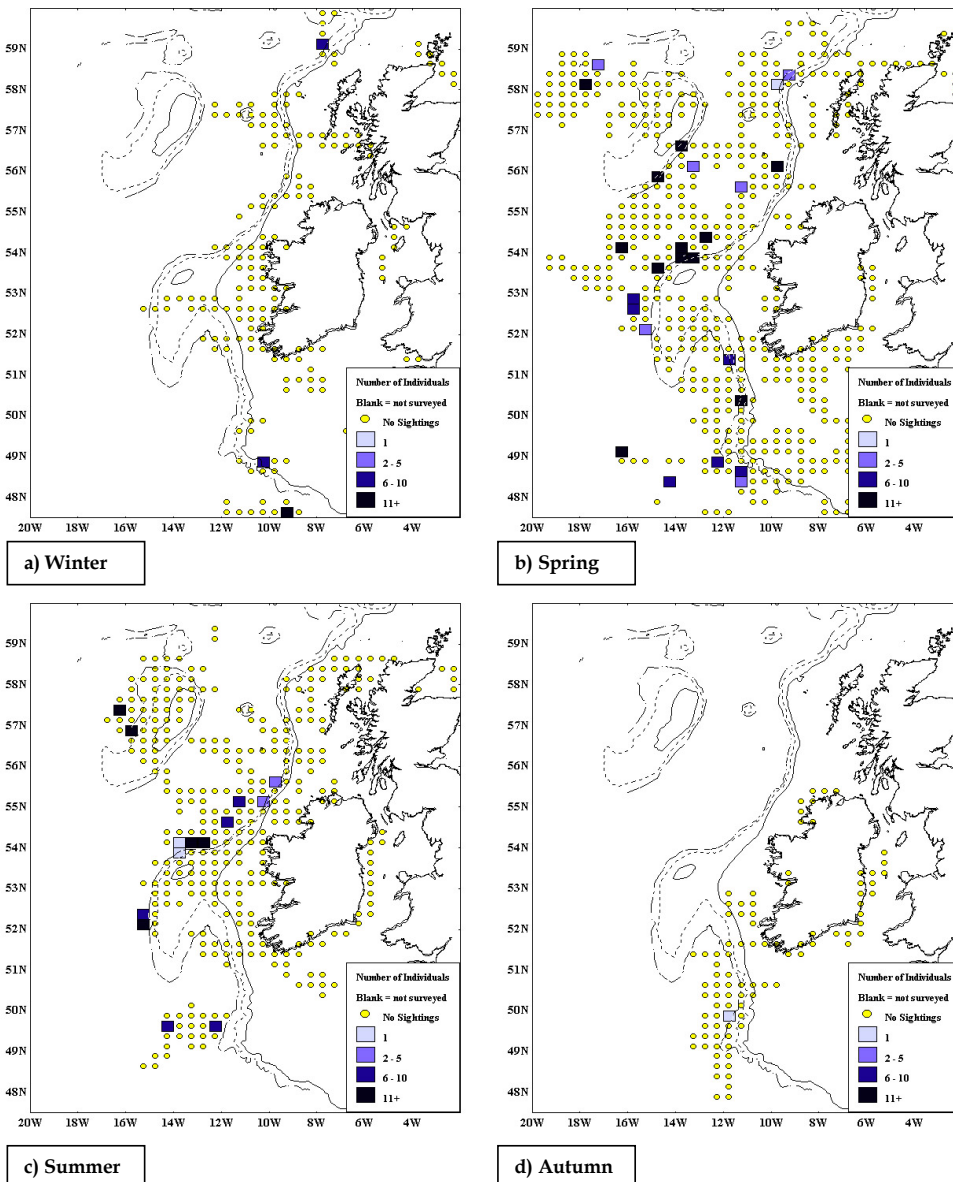 59N
58N
57N
56N
55N
54N
53N
52N
51N
50N
49N
48N
20W 18W 16W 14W 12W 10W 8W 6W
Number of Individuals
Blank = not surveyed
No Sightings
1
2 - 5
6 - 10
11+
a) Winter
59N
58N
57N
56N
55N
54N
53N
52N
51N
50N
49N
48N
20W 18W 16W 14W 12W 10W 8W 6W
Number of Individuals
Blank = not surveyed
No Sightings
1
2 - 5
6 - 10
11+
b) Spring
59N
58N
57N
56N
55N
54N
53N
52N
51N
50N
49N
48N
20W 18W 16W 14W 12W 10W 8W 6W
Number of Individuals
Blank = not surveyed
No Sightings
1
2 - 5
6 - 10
11+
c) Summer
59N
58N
57N
56N
55N
54N
53N
52N
51N
50N
49N
48N
20W 18W 16W 14W 12W 10W 8W 6W
Number of Individuals
Blank = not surveyed
No Sightings
1
2 - 5
6 - 10
11+
d) Autumn